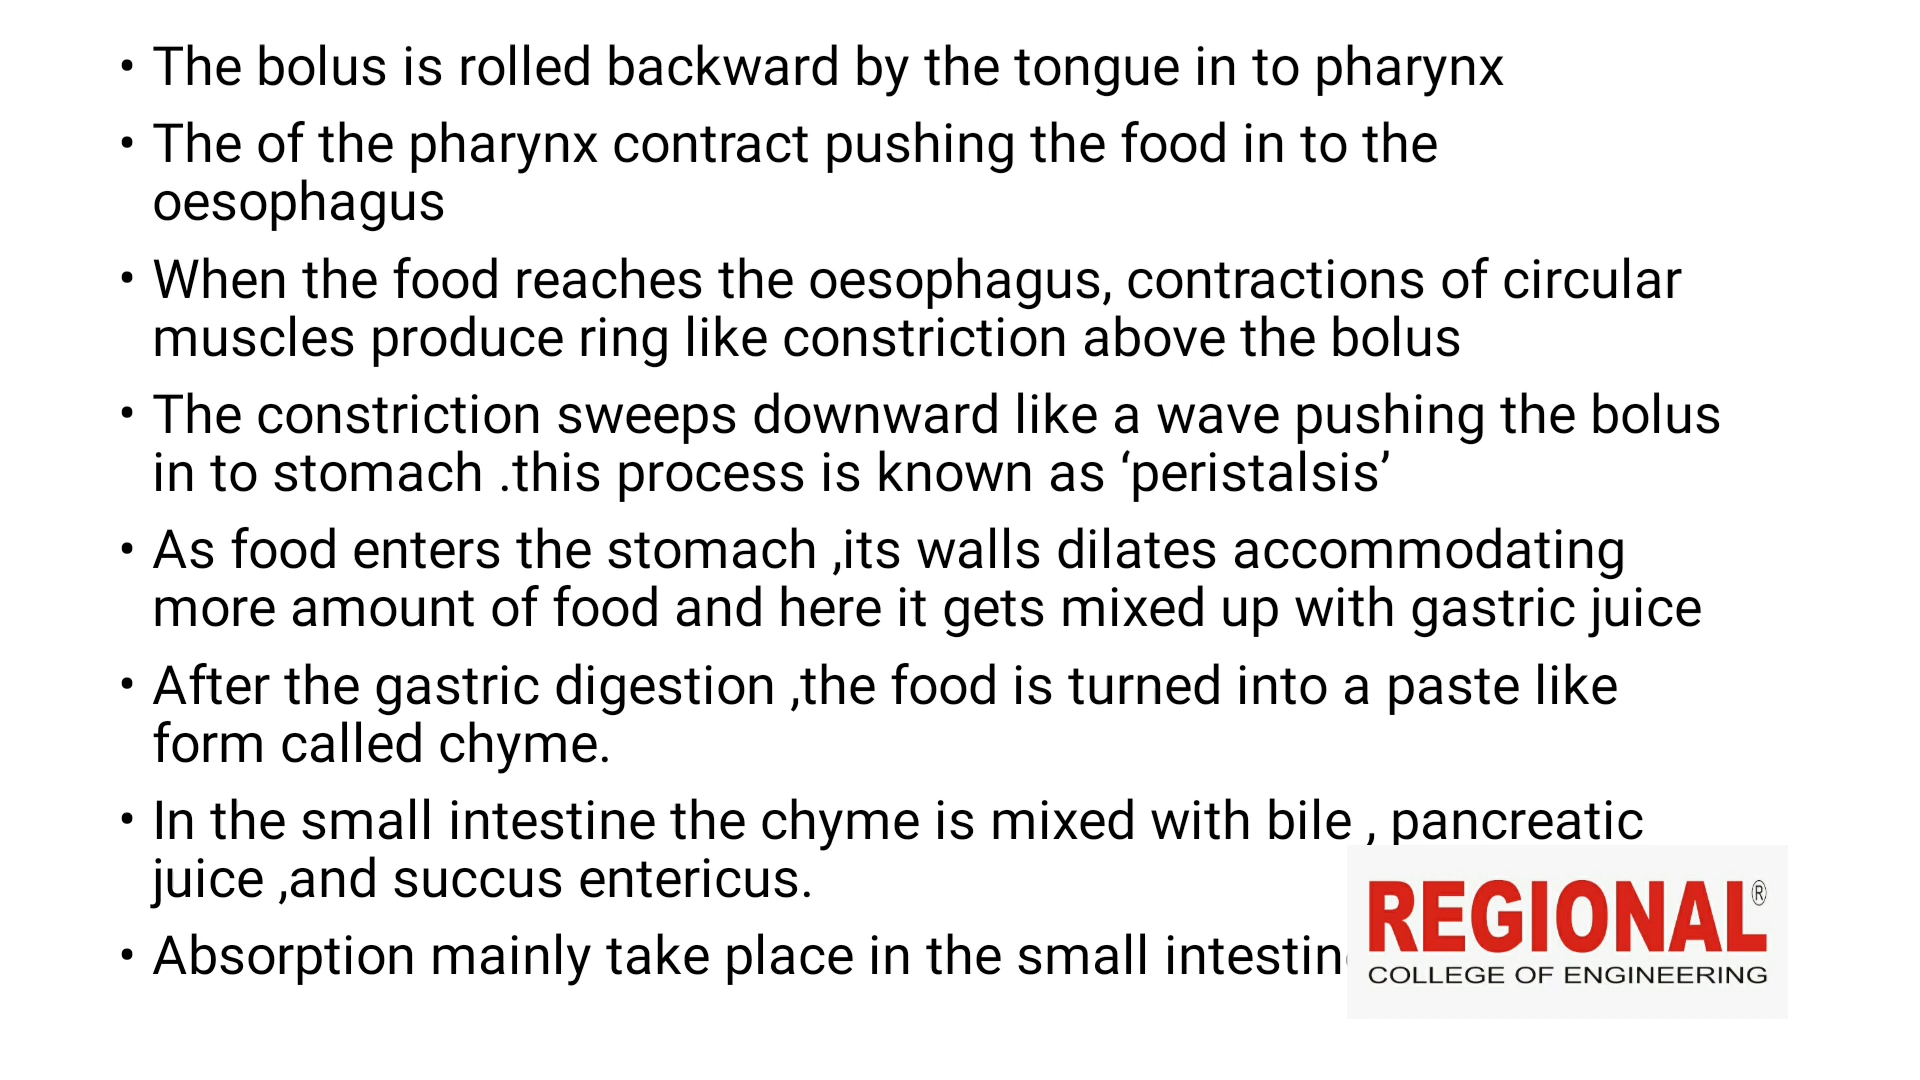 • The bolus is rolled backward by the tongue in to pharynx
• The of the pharynx contract pushing the food in to the
oesophagus
• When the food reaches the oesophagus, contractions of circular
muscles produce ring like constriction above the bolus
• The constriction sweeps downward like a wave pushing the bolus
in to stomach .this process is known as ‘peristalsis’
• As food enters the stomach ,its walls dilates accommodating
more amount of food and here it gets mixed up with gastric juice
• After the gastric digestion ,the food is turned into a paste like
form called chyme.
• In the small intestine the chyme is mixed with bile , pancreatic
juice ,and succus entericus.
• Absorption mainly take place in the small
REGIONAL®
COLLEGE OF ENGINEERING